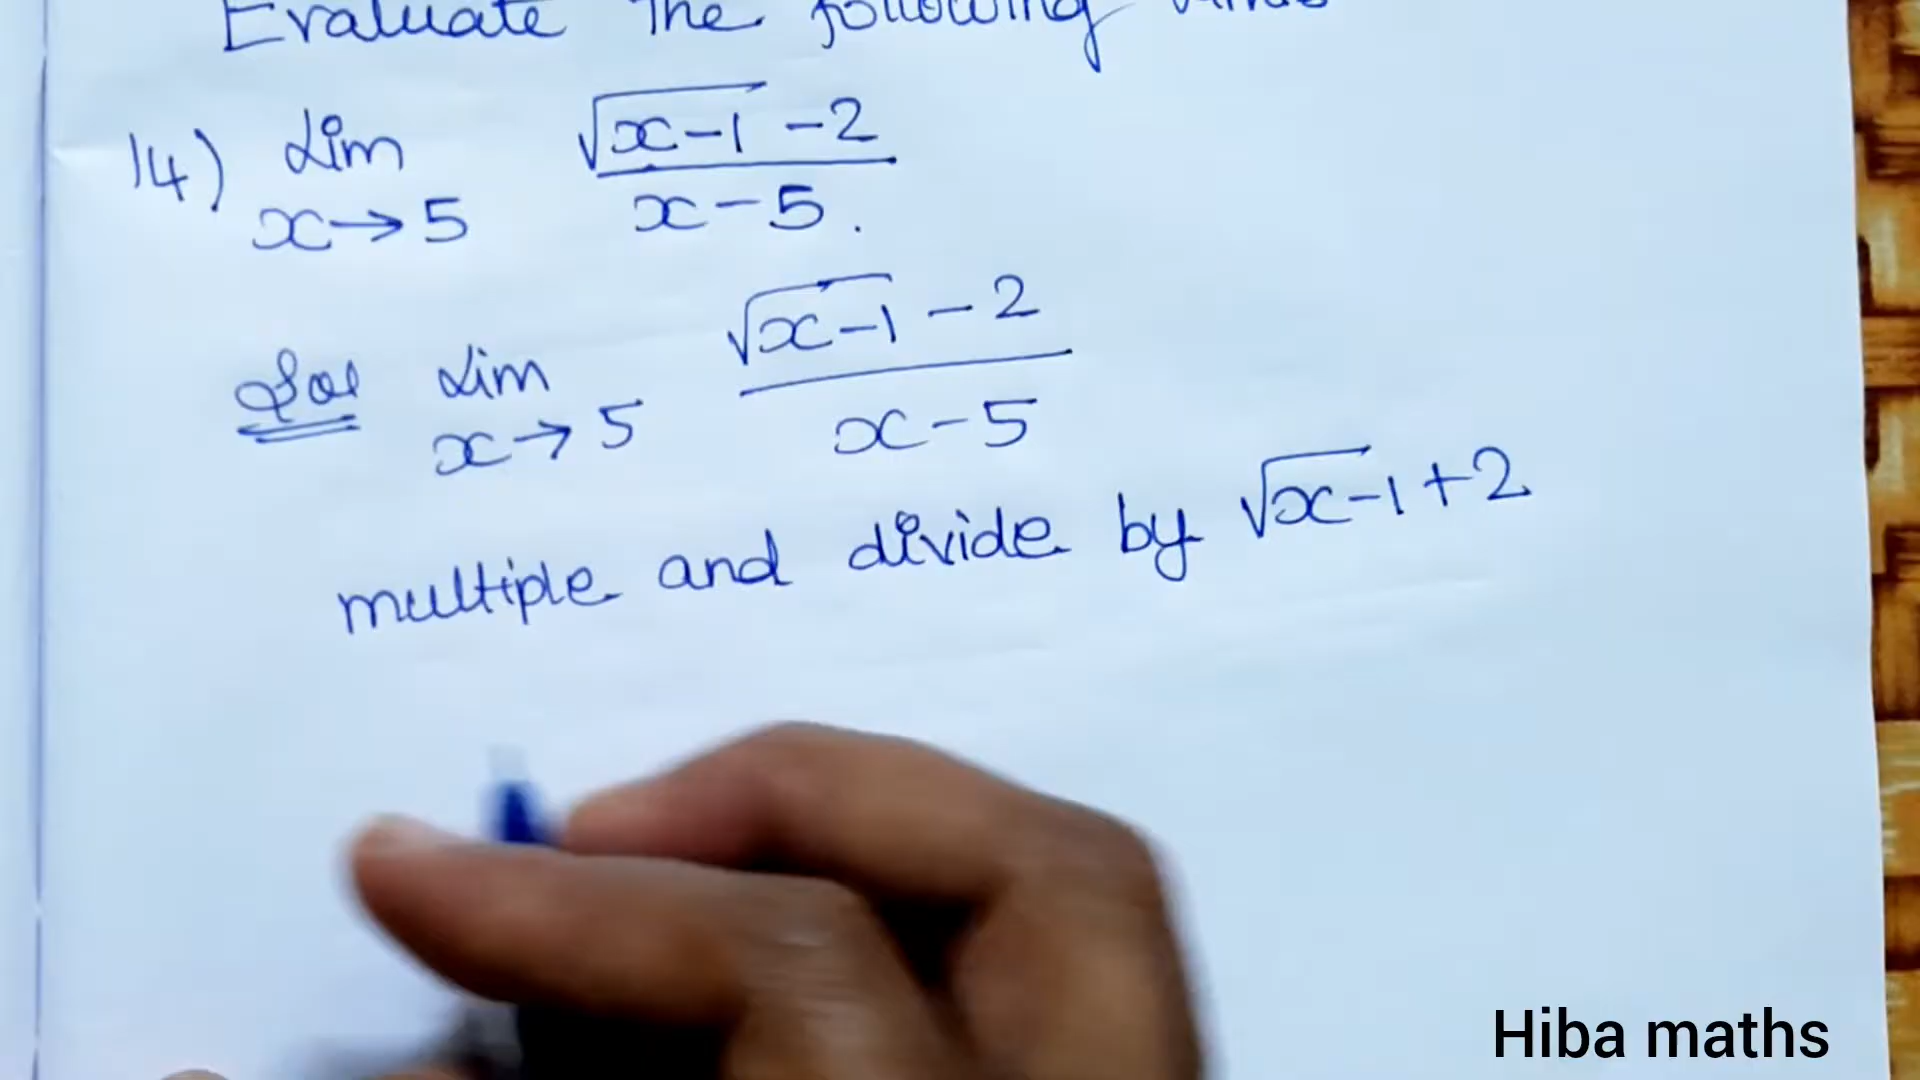 Evaluate the following
14) Lim x→5 √(x-1) -2 / x-5.
Sol Lim x→5 √(x-1) -2 / x-5
multiple and divide by √x-1+2
Hiba maths